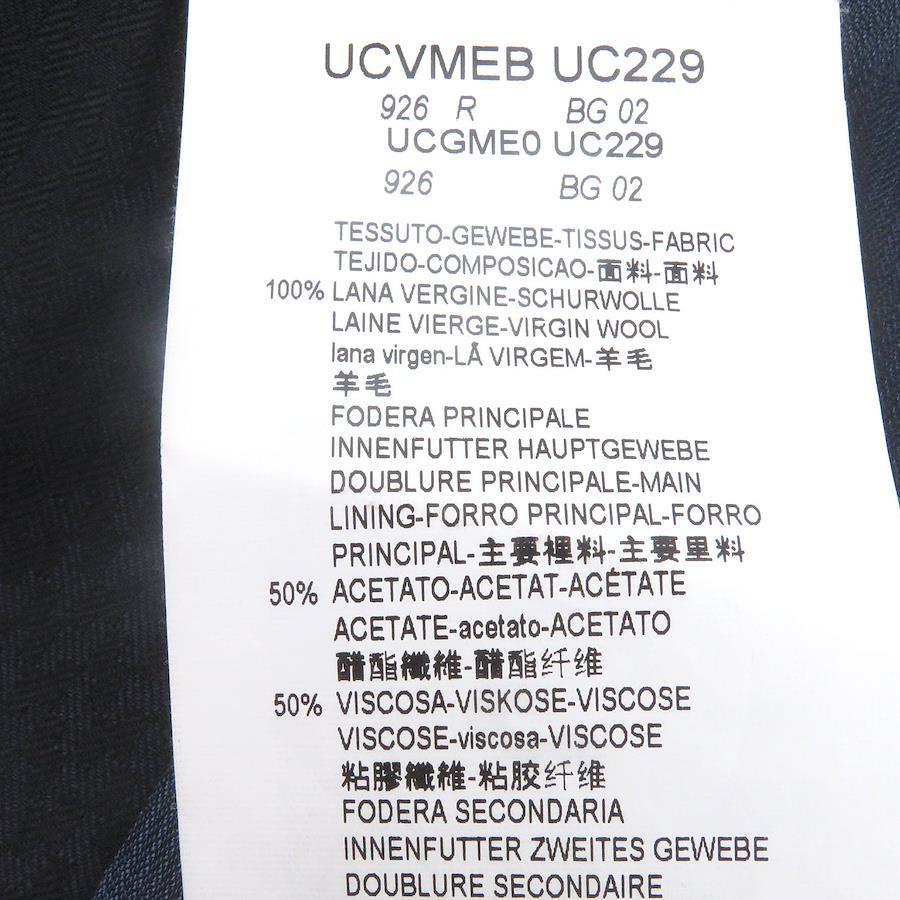 UCVMEB UC229
926 R BG 02
UCGME0 UC229
926 BG 02
TESSUTO-GEWEBE-TISSUS-FABRIC
TEJIDO-COMPOSICAO-面料-面料
100% LANA VERGINE-SCHURWOLLE
LAINE VIERGE-VIRGIN WOOL
lana virgen-LÅ VIRGEM-羊毛
羊毛
FODERA PRINCIPALE
INNENFUTTER HAUPTGEWEBE
DOUBLURE PRINCIPALE-MAIN
LINING-FORRO PRINCIPAL-FORRO
PRINCIPAL-主要裡料-主要里料
50% ACETATO-ACETAT-ACÉTATE
ACETATE-acetato-ACETATO
醋酯纖維-醋酯纤维
50% VISCOSA-VISKOSE-VISCOSE
VISCOSE-viscosa-VISCOSE
粘膠纖維-粘胶纤维
FODERA SECONDARIA
INNENFUTTER ZWEITES GEWEBE
DOUBLURE SECONDAIRE